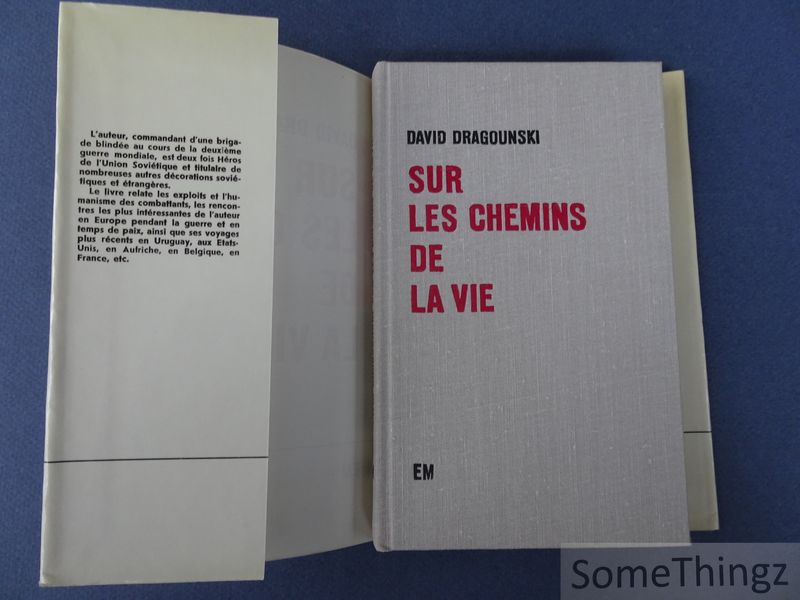 L'auteur, commandant d'une briga-
de blindée au cours de la deuxième
guerre mondiale, est deux fois Héros
de l'Union Soviétique et titulaire de
nombreuses autres décorations sovié-
tiques et étrangères.
Le livre relate les exploits et l'hu-
manisme des combattants, les rencon-
tres les plus intéressantes de l'auteur
en Europe pendant la guerre et en
temps de paix, ainsi que ses voyages
plus récents en Uruguay, aux Etats-
Unis, en Autriche, en Belgique, en
France, etc.
DAVID DRAGOUNSKI
SUR
LES CHEMINS
DE
LA VIE
EM
SomeThingz